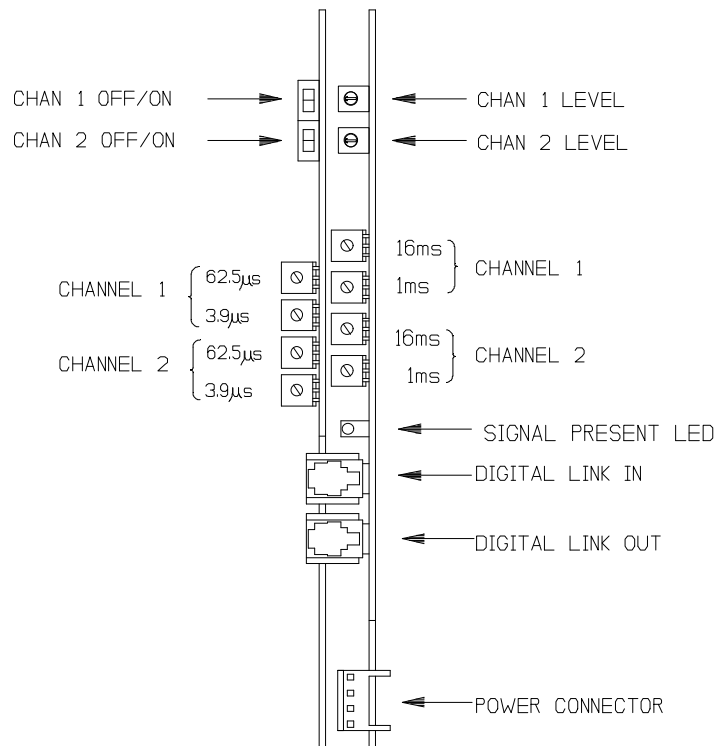 CHAN 1 OFF/ON
CHAN 1 LEVEL
CHAN 2 OFF/ON
CHAN 2 LEVEL
16ms
CHANNEL 1
1ms
62.5µs
CHANNEL 1
3.9µs
16ms
CHANNEL 2
1ms
62.5µs
CHANNEL 2
3.9µs
SIGNAL PRESENT LED
DIGITAL LINK IN
DIGITAL LINK OUT
POWER CONNECTOR